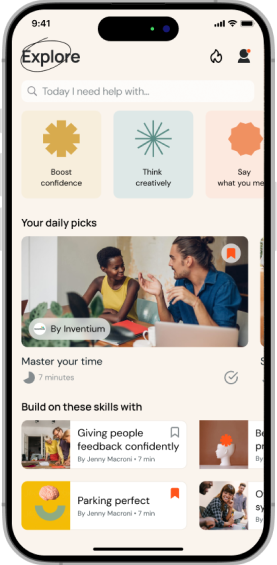 9:41
Explore
Today I need help with...
Boost
confidence
Think
creatively
Say
what you me
Your daily picks
By Inventium
Master your time
7 minutes
Build on these skills with
Giving people
feedback confidently
By Jenny Macroni • 7 min
Be
By
Parking perfect
By Jenny Macroni • 7 min
O
sy
By